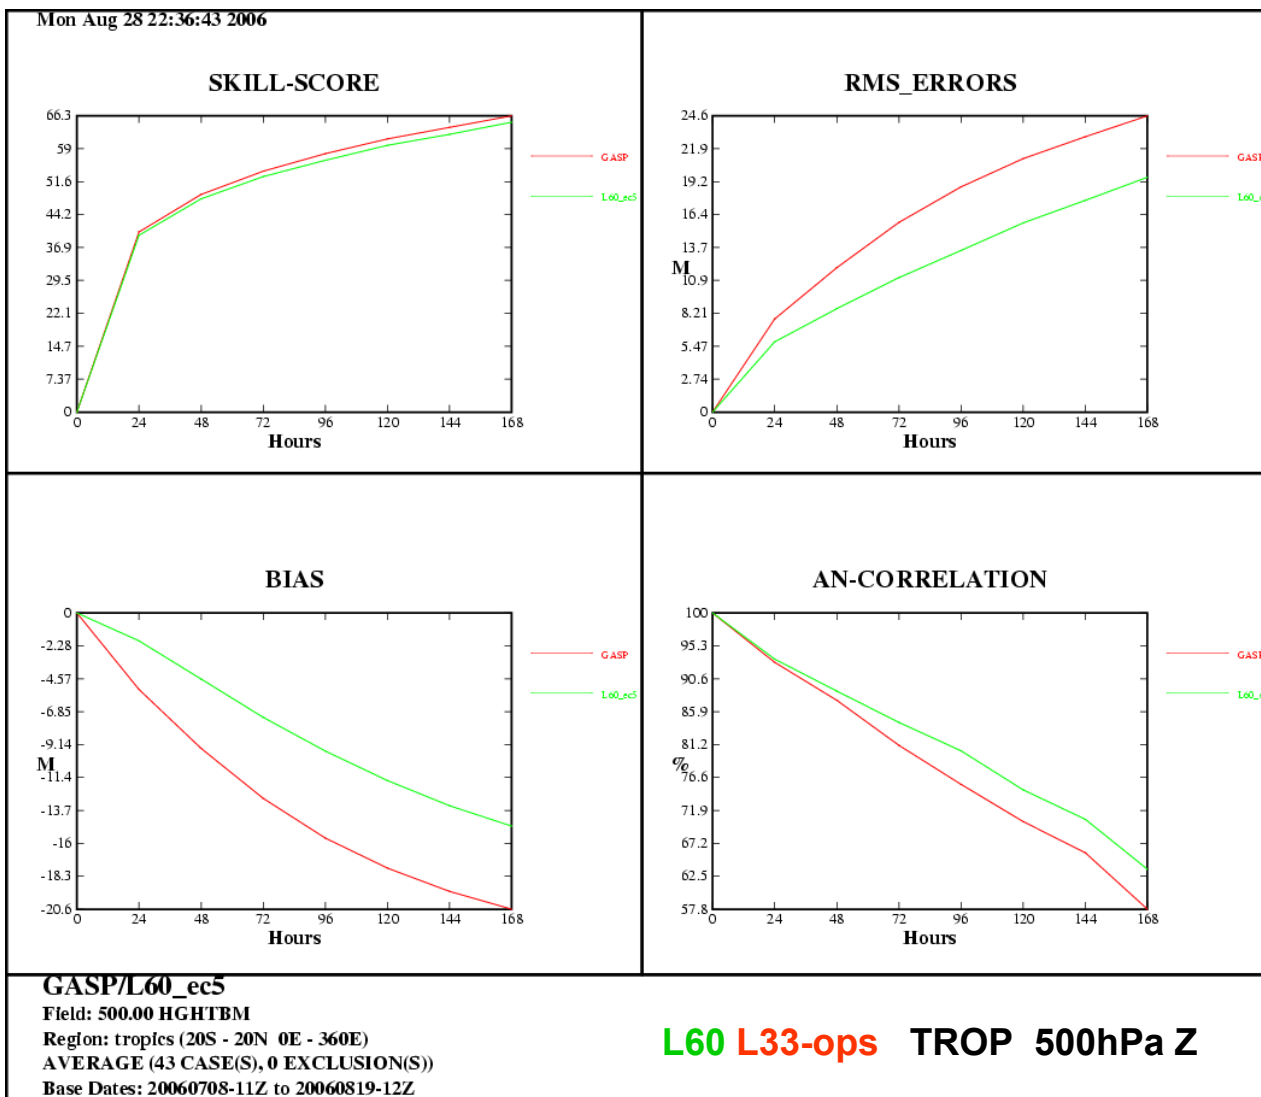 Mon Aug 28 22:36:43 2006
SKILL-SCORE
66.3
59
51.6
44.2
36.9
29.5
22.1
14.7
7.37
0
0 24 48 72 96 120 144 168
Hours
GASP
L60_ec5
RMS_ERRORS
24.6
21.9
19.2
16.4
13.7
M
10.9
8.21
5.47
2.74
0
0 24 48 72 96 120 144 168
Hours
GASP
L60_e
BIAS
0
-2.28
-4.57
-6.85
-9.14
M
-11.4
-13.7
-16
-18.3
-20.6
0 24 48 72 96 120 144 168
Hours
GASP
L60_ec5
AN-CORRELATION
100
95.3
90.6
85.9
81.2
%
76.6
71.9
67.2
62.5
57.8
0 24 48 72 96 120 144 168
Hours
GASP
L60_e
GASP/L60_ec5
Field: 500.00 HGHTBM
Region: tropics (20S - 20N 0E - 360E)
AVERAGE (43 CASE(S), 0 EXCLUSION(S))
Base Dates: 20060708-11Z to 20060819-12Z
L60 L33-ops TROP 500hPa Z